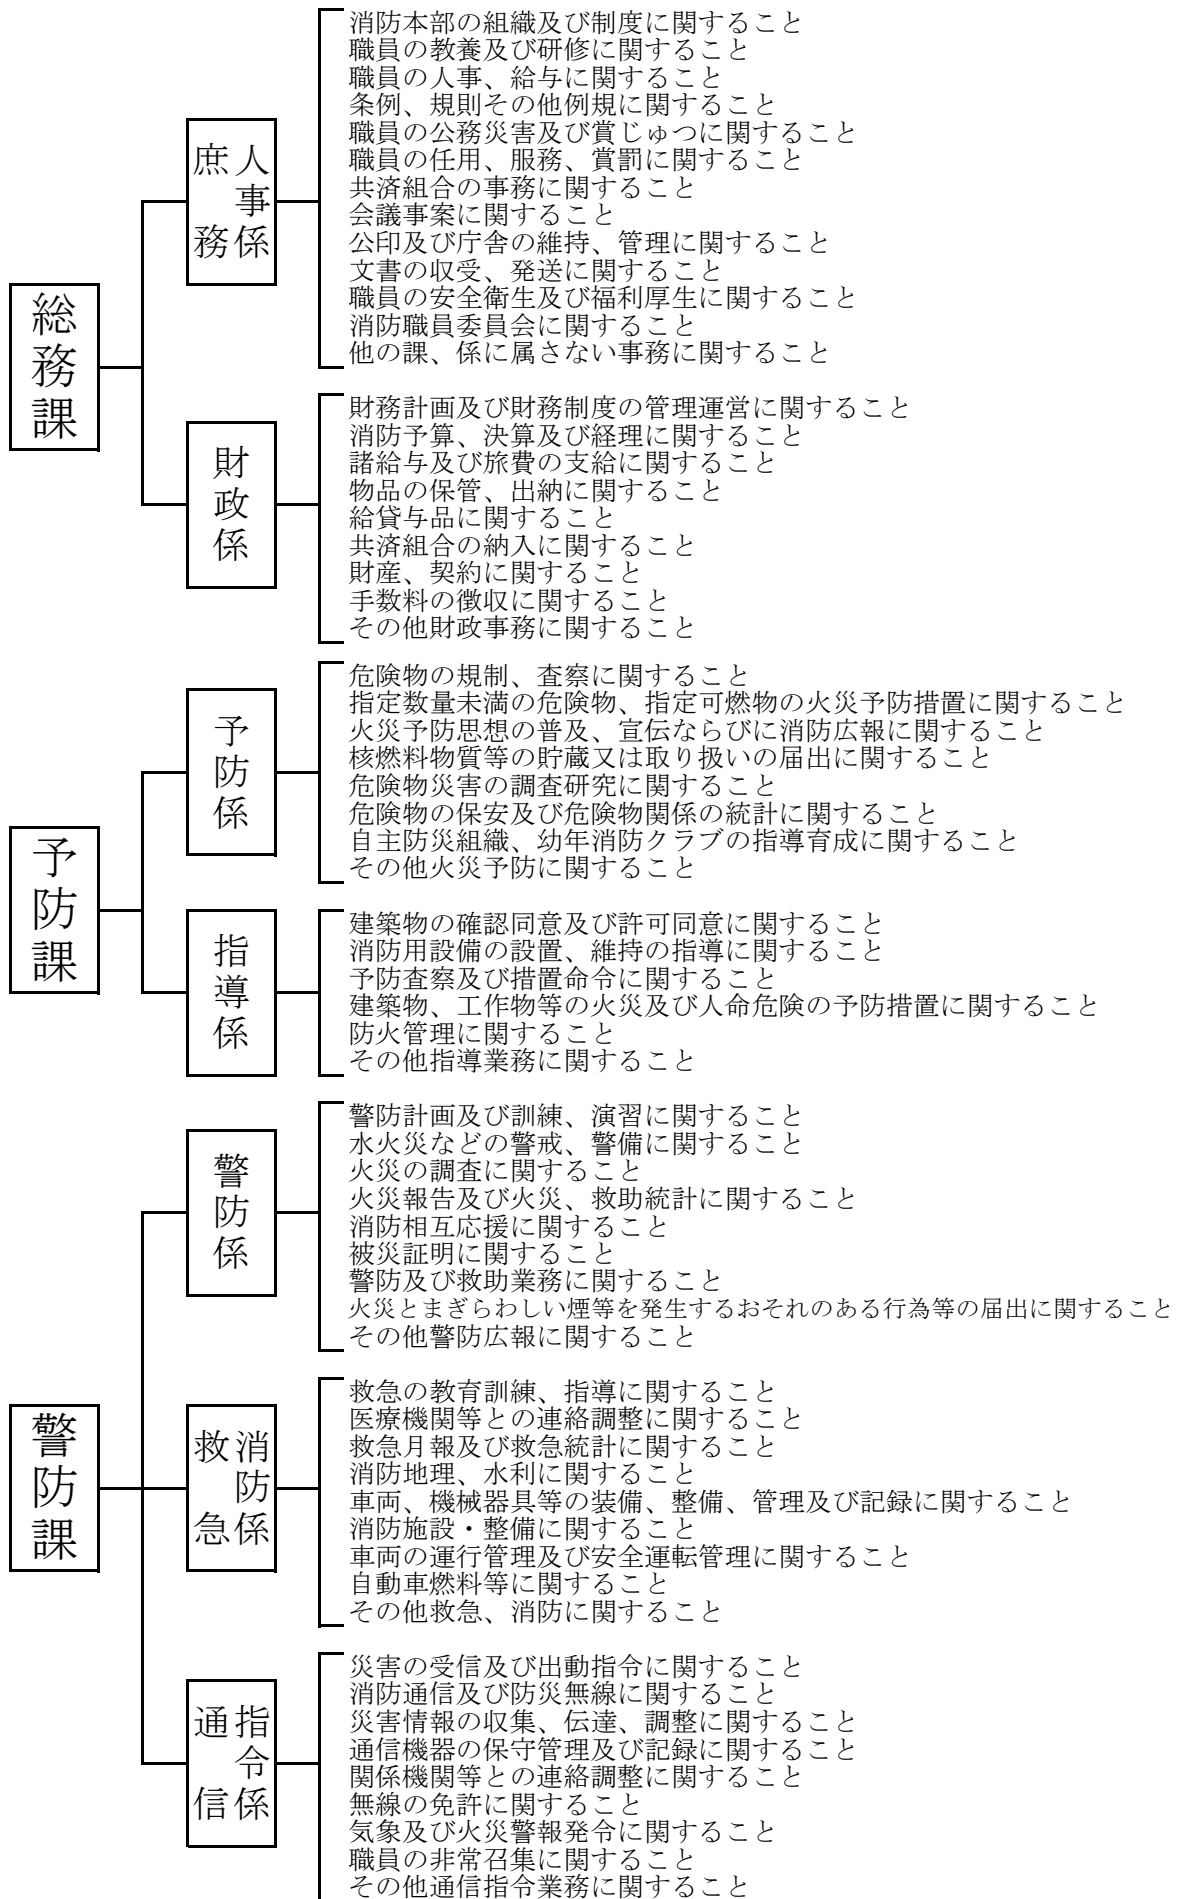 総務課
人事係
庶務
消防本部の組織及び制度に関すること
職員の教養及び研修に関すること
職員の人事、給与に関すること
条例、規則その他例規に関すること
職員の公務災害及び賞じゅつに関すること
職員の任用、服務、賞罰に関すること
共済組合の事務に関すること
会議事案に関すること
公印及び庁舎の維持、管理に関すること
文書の収受、発送に関すること
職員の安全衛生及び福利厚生に関すること
消防職員委員会に関すること
他の課、係に属さない事務に関すること
財政係
財務計画及び財務制度の管理運営に関すること
消防予算、決算及び経理に関すること
諸給与及び旅費の支給に関すること
物品の保管、出納に関すること
給貸与品に関すること
共済組合の納入に関すること
財産、契約に関すること
手数料の徴収に関すること
その他財政事務に関すること
予防課
予防係
危険物の規制、査察に関すること
指定数量未満の危険物、指定可燃物の火災予防措置に関すること
火災予防思想の普及、宣伝ならびに消防広報に関すること
核燃料物質等の貯蔵又は取り扱いの届出に関すること
危険物災害の調査研究に関すること
危険物の保安及び危険物関係の統計に関すること
自主防災組織、幼年消防クラブの指導育成に関すること
その他火災予防に関すること
指導係
建築物の確認同意及び許可同意に関すること
消防用設備の設置、維持の指導に関すること
予防査察及び措置命令に関すること
建築物、工作物等の火災及び人命危険の予防措置に関すること
防火管理に関すること
その他指導業務に関すること
警防課
警防係
警防計画及び訓練、演習に関すること
水火災などの警戒、警備に関すること
火災の調査に関すること
火災報告及び火災、救助統計に関すること
消防相互応援に関すること
被災証明に関すること
警防及び救助業務に関すること
火災とまぎらわしい煙等を発生するおそれのある行為等の届出に関すること
その他警防広報に関すること
消防係
救急
救急の教育訓練、指導に関すること
医療機関等との連絡調整に関すること
救急月報及び救急統計に関すること
消防地理、水利に関すること
車両、機械器具等の装備、整備、管理及び記録に関すること
消防施設・整備に関すること
車両の運行管理及び安全運転管理に関すること
自動車燃料等に関すること
その他救急、消防に関すること
指令係
通信
災害の受信及び出動指令に関すること
消防通信及び防災無線に関すること
災害情報の収集、伝達、調整に関すること
通信機器の保守管理及び記録に関すること
関係機関等との連絡調整に関すること
無線の免許に関すること
気象及び火災警報発令に関すること
職員の非常召集に関すること
その他通信指令業務に関すること